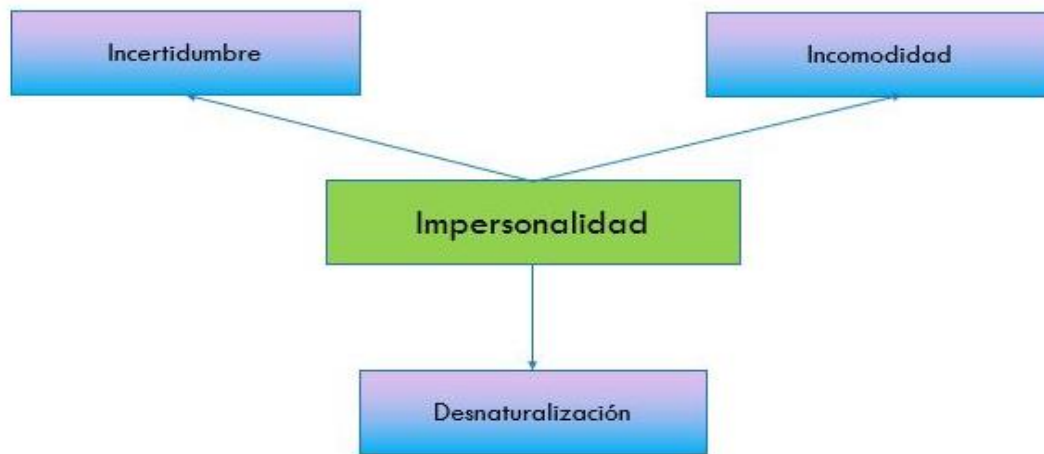 Incertidumbre
Incomodidad
Impersonalidad
Desnaturalización